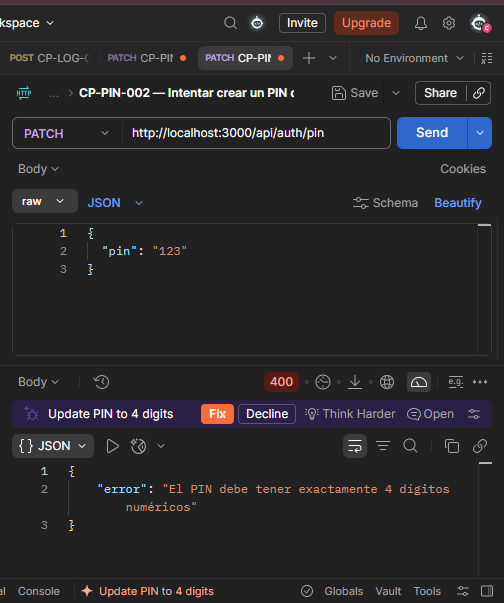 kspace
Invite
Upgrade
POST CP-LOG-0
PATCH CP-PIN
PATCH CP-PIN
No Environment
HTTP
... > CP-PIN-002 — Intentar crear un PIN c
Save
Share
PATCH
http://localhost:3000/api/auth/pin
Send
Body
Cookies
raw
JSON
Schema
Beautify
1 {
2 "pin": "123"
3 }
Body
400
e.g.
Update PIN to 4 digits
Fix
Decline
Think Harder
Open
{} JSON
1 {
2 "error": "El PIN debe tener exactamente 4 dígitos
numéricos"
3 }
Console
Update PIN to 4 digits
Globals
Vault
Tools